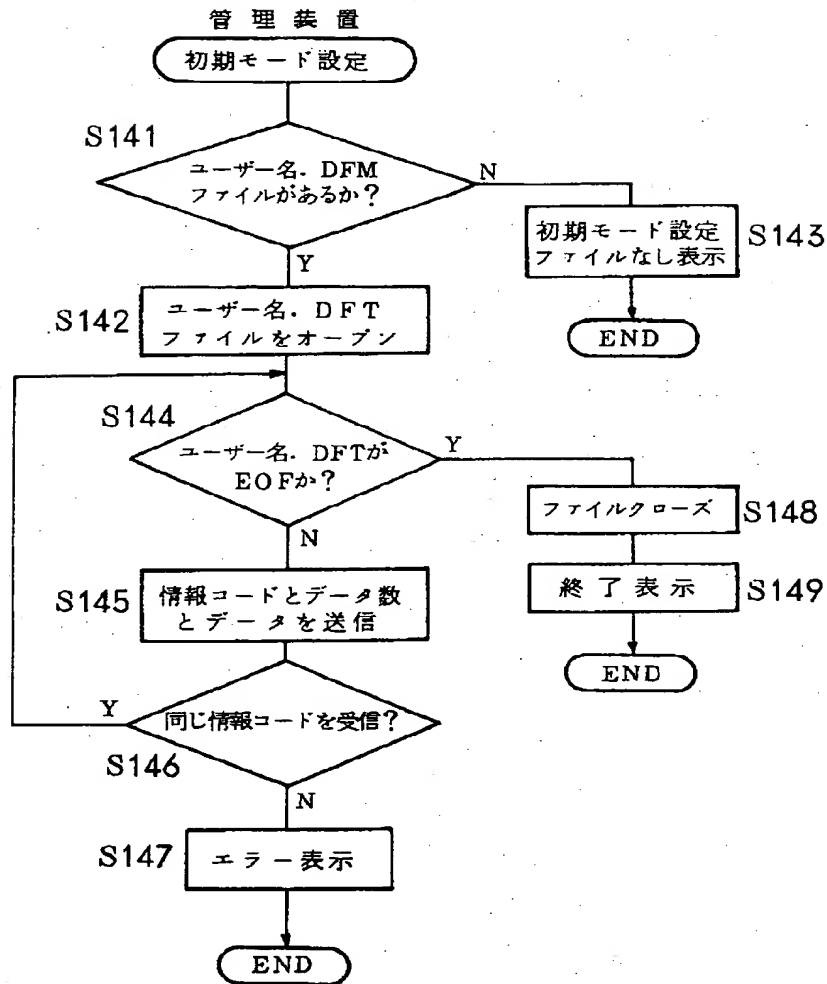 管理装置
初期モード設定
S141
ユーザー名. DFM
ファイルがあるか？
N
Y
初期モード設定
ファイルなし表示
S143
END
S142
ユーザー名. DFT
ファイルをオープン
S144
ユーザー名. DFTが
EOFか？
Y
N
ファイルクローズ
S148
S145
情報コードとデータ数
とデータを送信
終了表示
S149
END
Y
同じ情報コードを受信？
S146
N
S147
エラー表示
END